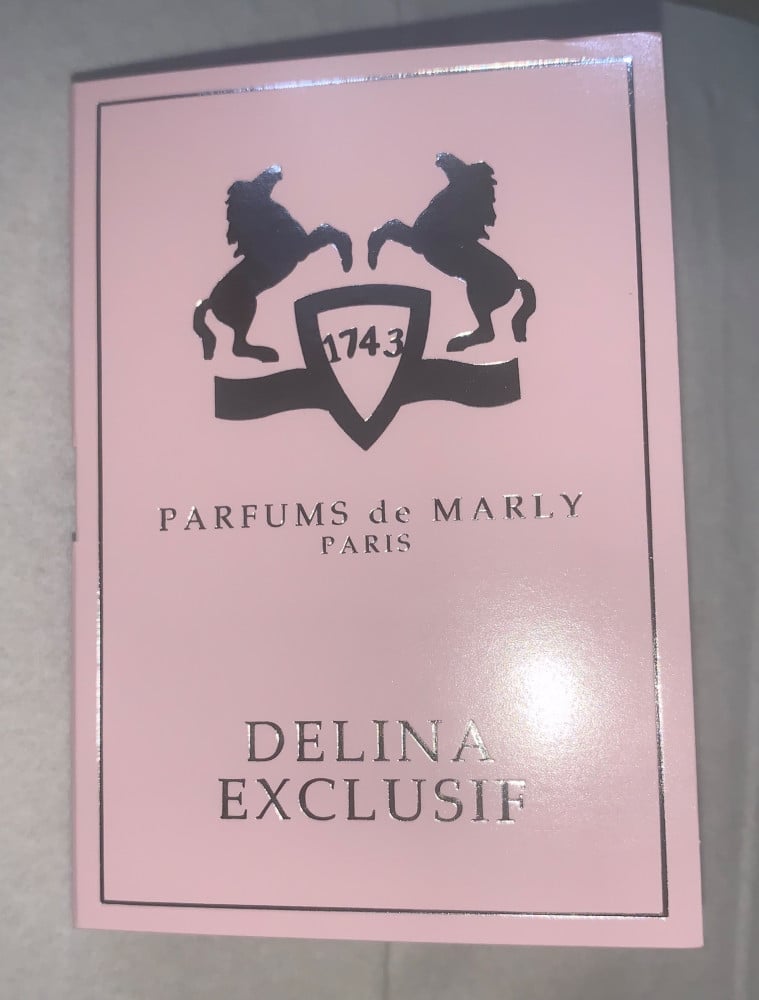 1743
PARFUMS de MARLY
PARIS
DELINA
EXCLUSIF